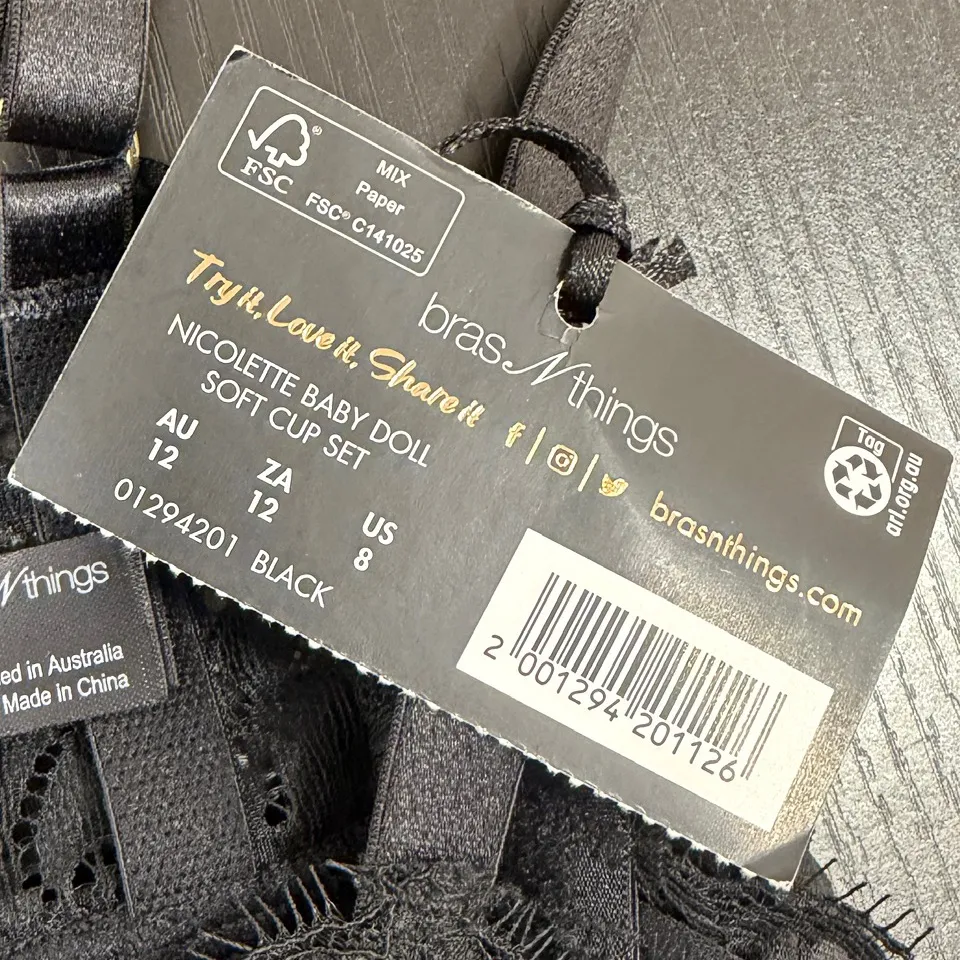 FSC®
MIX
Paper
FSC® C141025
Try it, Love it, Share it
bras N things
NICOLETTE BABY DOLL
SOFT CUP SET
AU
12
ZA
12
US
8
01294201 BLACK
brasnthings.com
Tag
arl.org.au
2 001294 201126
N things
ed in Australia
Made in China